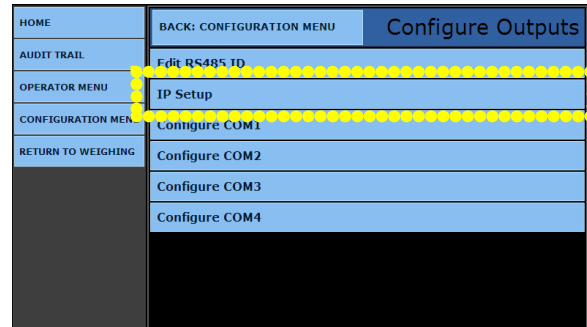 HOME
AUDIT TRAIL
OPERATOR MENU
CONFIGURATION MENU
RETURN TO WEIGHING
BACK: CONFIGURATION MENU
Configure Outputs
Edit RS485 ID
IP Setup
Configure COM1
Configure COM2
Configure COM3
Configure COM4